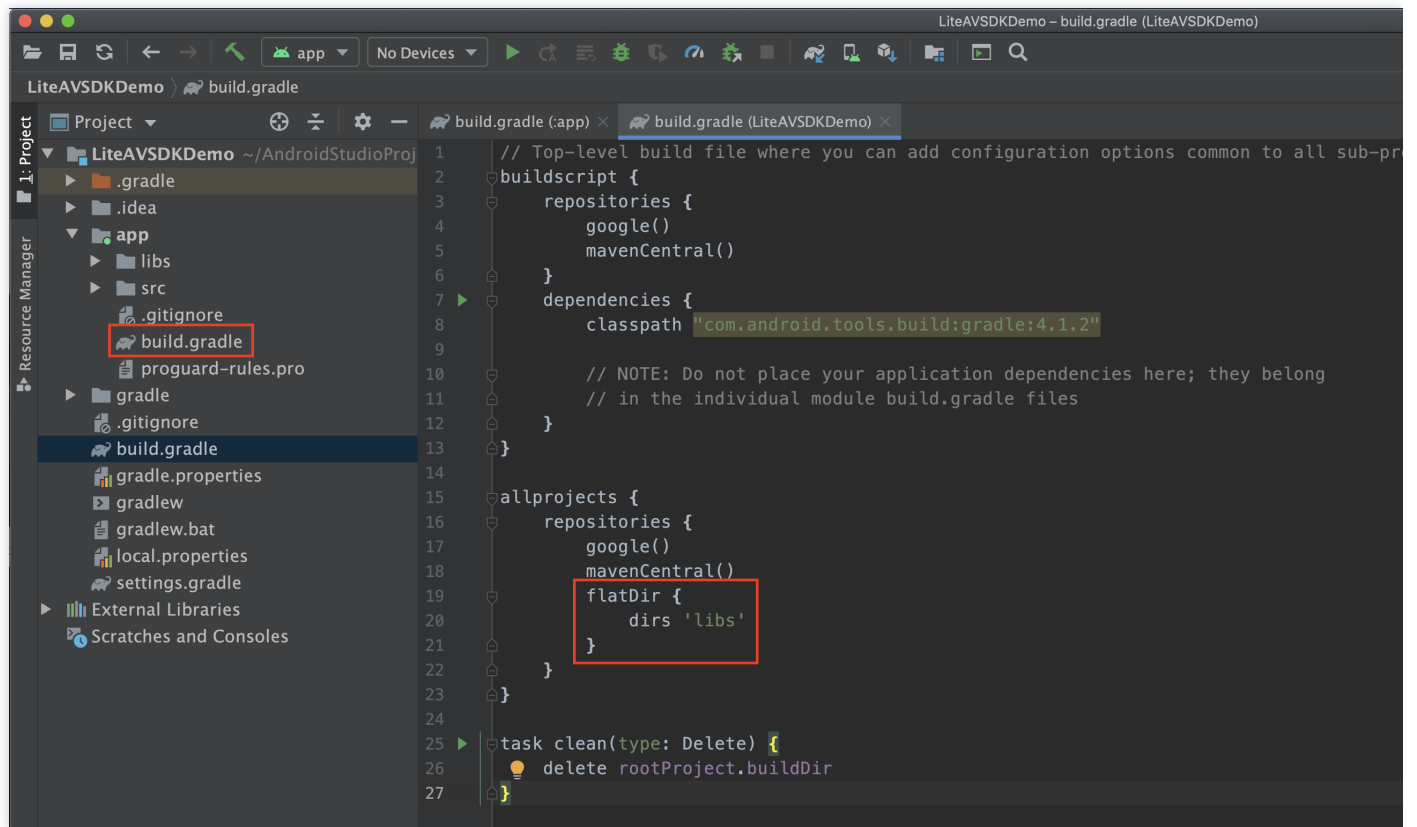 LiteAVSDKDemo – build.gradle (LiteAVSDKDemo)
app
No Devices
LiteAVSDKDemo
build.gradle
1: Project
Resource Manager
Project
LiteAVSDKDemo ~/AndroidStudioProj
.gradle
.idea
app
libs
src
.gitignore
build.gradle
proguard-rules.pro
gradle
.gitignore
build.gradle
gradle.properties
gradlew
gradlew.bat
local.properties
settings.gradle
External Libraries
Scratches and Consoles
build.gradle (:app)
build.gradle (LiteAVSDKDemo)
1 // Top-level build file where you can add configuration options common to all sub-pro
2 buildscript {
3 repositories {
4 google()
5 mavenCentral()
6 }
7 dependencies {
8 classpath "com.android.tools.build:gradle:4.1.2"
9
10 // NOTE: Do not place your application dependencies here; they belong
11 // in the individual module build.gradle files
12 }
13 }
14
15 allprojects {
16 repositories {
17 google()
18 mavenCentral()
19 flatDir {
20 dirs 'libs'
21 }
22 }
23 }
24
25 task clean(type: Delete) {
26 delete rootProject.buildDir
27 }